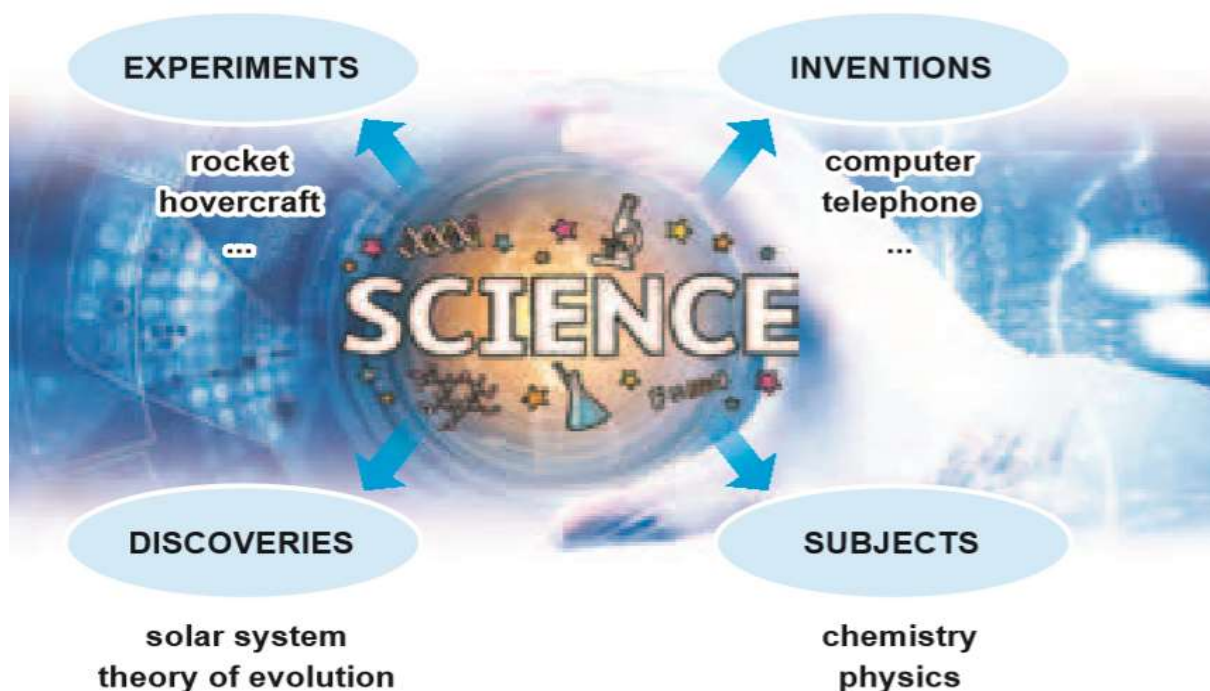 EXPERIMENTS
rocket
hovercraft
...
INVENTIONS
computer
telephone
...
SCIENCE
DISCOVERIES
solar system
theory of evolution
SUBJECTS
chemistry
physics